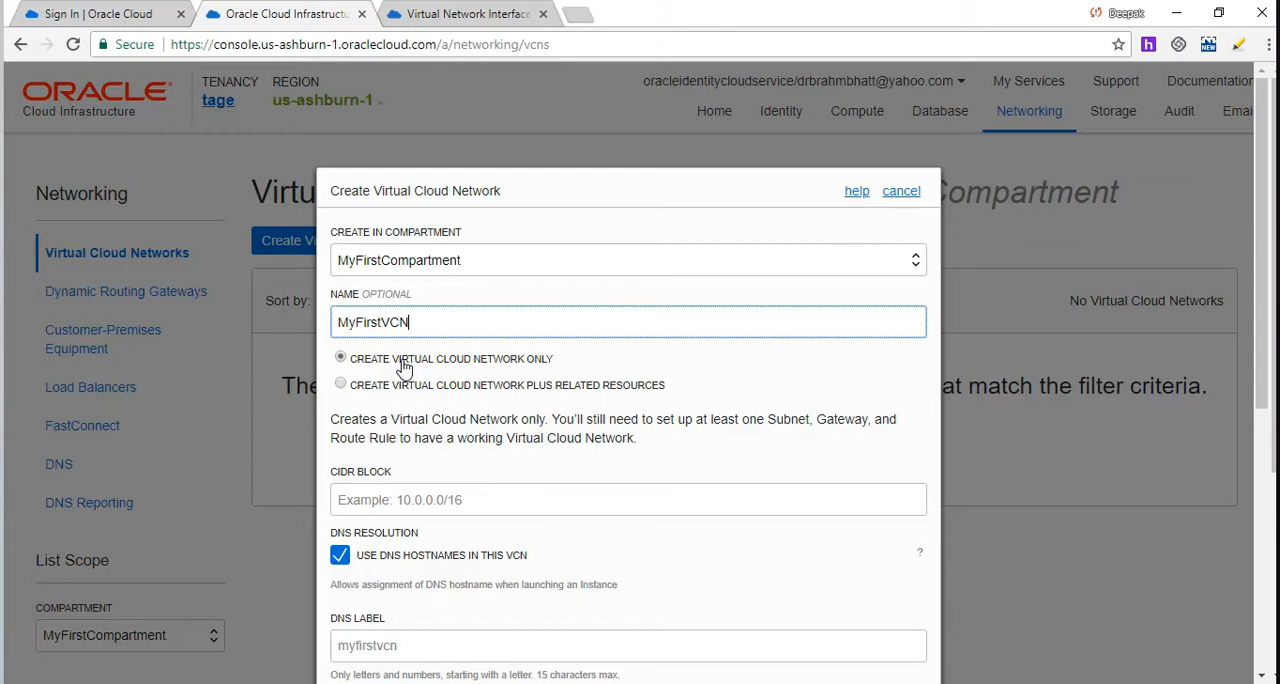 Sign In | Oracle Cloud
Oracle Cloud Infrastructu
Virtual Network Interface
Deepak
Secure
https://console.us-ashburn-1.oraclecloud.com/a/networking/vcns
NEW
ORACLE
Cloud Infrastructure
TENANCY
tage
REGION
us-ashburn-1
oracleidentitycloudservice/drbrahmbhatt@yahoo.com
My Services
Support
Documentation
Home
Identity
Compute
Database
Networking
Storage
Audit
Emai
Networking
Virtual Cloud Networks
Dynamic Routing Gateways
Customer-Premises
Equipment
Load Balancers
FastConnect
DNS
DNS Reporting
List Scope
COMPARTMENT
MyFirstCompartment
Virtu
Compartment
Create Vi
Sort by:
No Virtual Cloud Networks
The
at match the filter criteria.
Create Virtual Cloud Network
help
cancel
CREATE IN COMPARTMENT
MyFirstCompartment
NAME OPTIONAL
MyFirstVCN
CREATE VIRTUAL CLOUD NETWORK ONLY
CREATE VIRTUAL CLOUD NETWORK PLUS RELATED RESOURCES
Creates a Virtual Cloud Network only. You'll still need to set up at least one Subnet, Gateway, and
Route Rule to have a working Virtual Cloud Network.
CIDR BLOCK
Example: 10.0.0.0/16
DNS RESOLUTION
USE DNS HOSTNAMES IN THIS VCN
?
Allows assignment of DNS hostname when launching an Instance
DNS LABEL
myfirstvcn
Only letters and numbers, starting with a letter. 15 characters max.